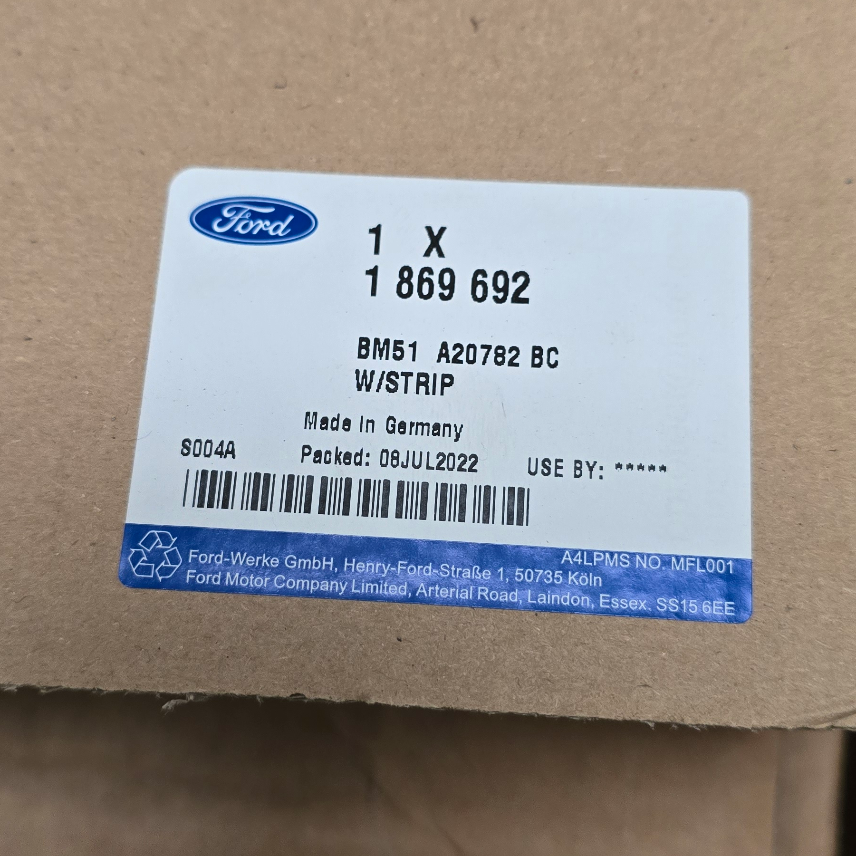 Ford
1 X
1 869 692
BM51 A20782 BC
W/STRIP
Made In Germany
S004A Packed: 08JUL2022 USE BY: *****
A4LPMS NO. MFL001
Ford-Werke GmbH, Henry-Ford-Straße 1, 50735 Köln
Ford Motor Company Limited, Arterial Road, Laindon, Essex. SS15 6EE